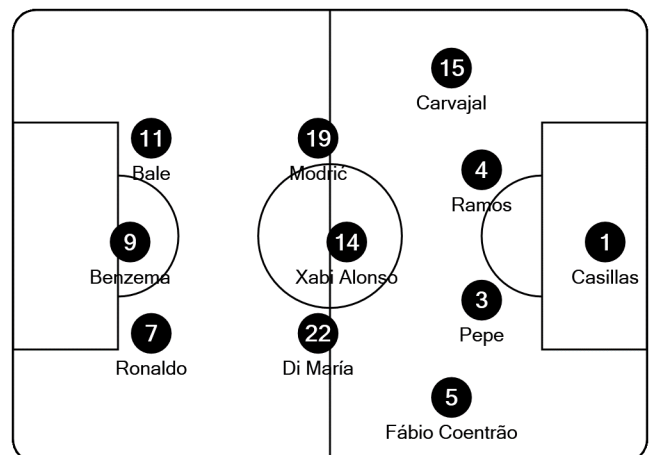 15
Carvajal
11
Bale
19
Modrić
4
Ramos
9
Benzema
14
Xabi Alonso
1
Casillas
3
Pepe
7
Ronaldo
22
Di María
5
Fábio Coentrão